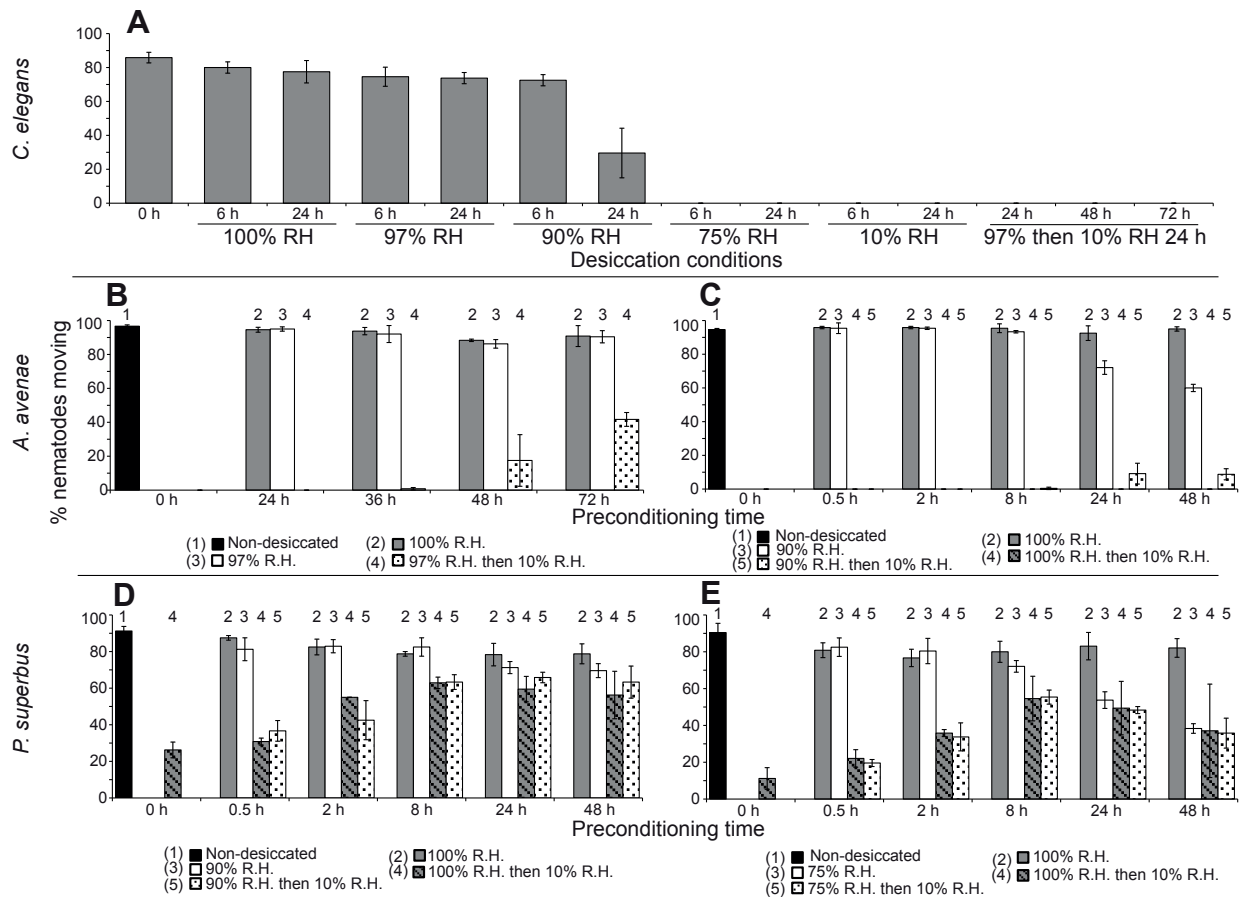 A
C. elegans
100
80
60
40
20
0
0 h 6 h 24 h 6 h 24 h 6 h 24 h 6 h 24 h 6 h 24 h 24 h 48 h 72 h
100% RH 97% RH 90% RH 75% RH 10% RH 97% then 10% RH 24 h
Desiccation conditions
% nematodes moving
A. avenae
B
1 2 3 4 2 3 4 2 3 4 2 3 4
100
80
60
40
20
0
0 h 24 h 36 h 48 h 72 h
Preconditioning time
(1) Non-desiccated (2) 100% R.H.
(3) 97% R.H. (4) 97% R.H. then 10% R.H.
C
1 2 3 4 5 2 3 4 5 2 3 4 5 2 3 4 5 2 3 4 5
100
80
60
40
20
0
0 h 0.5 h 2 h 8 h 24 h 48 h
Preconditioning time
(1) Non-desiccated (2) 100% R.H.
(3) 90% R.H. (4) 100% R.H. then 10% R.H.
(5) 90% R.H. then 10% R.H.
P. superbus
D
1 4 2 3 4 5 2 3 4 5 2 3 4 5 2 3 4 5 2 3 4 5
100
80
60
40
20
0
0 h 0.5 h 2 h 8 h 24 h 48 h
Preconditioning time
(1) Non-desiccated (2) 100% R.H.
(3) 90% R.H. (4) 100% R.H. then 10% R.H.
(5) 90% R.H. then 10% R.H.
E
1 4 2 3 4 5 2 3 4 5 2 3 4 5 2 3 4 5 2 3 4 5
100
80
60
40
20
0
0 h 0.5 h 2 h 8 h 24 h 48 h
Preconditioning time
(1) Non-desiccated (2) 100% R.H.
(3) 75% R.H. (4) 100% R.H. then 10% R.H.
(5) 75% R.H. then 10% R.H.